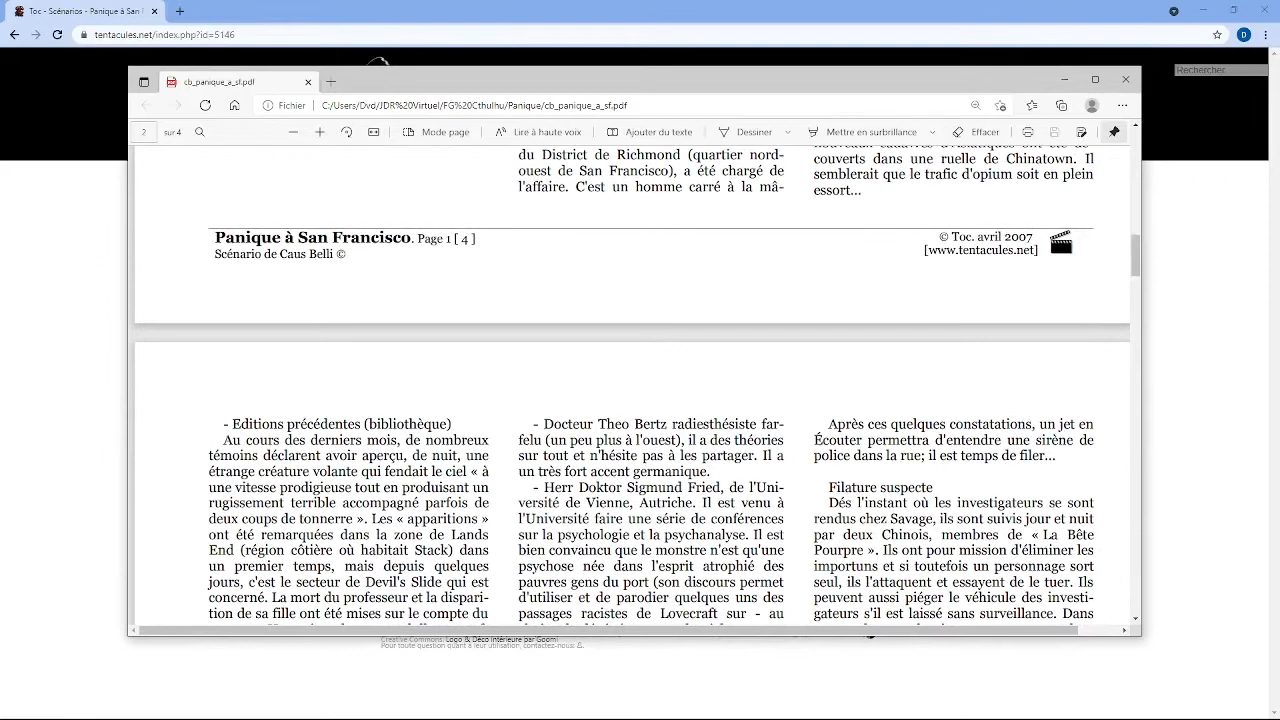 Toc - Scénarios - Panique à San F
tentacules.net/index.php?id=5146
Rechercher
cb_panique_a_sf.pdf
Fichier C:/Users/Dvd/JDR%20Virtuel/FG%20Cthulhu/Panique/cb_panique_a_sf.pdf
2 sur 4 Mode page Lire à haute voix Ajouter du texte Dessiner Mettre en surbrillance Effacer
du District de Richmond (quartier nord-
ouest de San Francisco), a été chargé de
l'affaire. C'est un homme carré à la mâ-
couverts dans une ruelle de Chinatown. Il
semblerait que le trafic d'opium soit en plein
essort...
Panique à San Francisco. Page 1 [ 4 ]
Scénario de Caus Belli ©
© Toc. avril 2007
[www.tentacules.net]
- Editions précédentes (bibliothèque)
Au cours des derniers mois, de nombreux
témoins déclarent avoir aperçu, de nuit, une
étrange créature volante qui fendait le ciel « à
une vitesse prodigieuse tout en produisant un
rugissement terrible accompagné parfois de
deux coups de tonnerre ». Les « apparitions »
ont été remarquées dans la zone de Lands
End (région côtière où habitait Stack) dans
un premier temps, mais depuis quelques
jours, c'est le secteur de Devil's Slide qui est
concerné. La mort du professeur et la dispari-
tion de sa fille ont été mises sur le compte du
- Docteur Theo Bertz radiesthésiste far-
felu (un peu plus à l'ouest), il a des théories
sur tout et n'hésite pas à les partager. Il a
un très fort accent germanique.
- Herr Doktor Sigmund Fried, de l'Uni-
versité de Vienne, Autriche. Il est venu à
l'Université faire une série de conférences
sur la psychologie et la psychanalyse. Il est
bien convaincu que le monstre n'est qu'une
psychose née dans l'esprit atrophié des
pauvres gens du port (son discours permet
d'utiliser et de parodier quelques uns des
passages racistes de Lovecraft sur - au
Après ces quelques constatations, un jet en
Écouter permettra d'entendre une sirène de
police dans la rue; il est temps de filer...
Filature suspecte
Dés l'instant où les investigateurs se sont
rendus chez Savage, ils sont suivis jour et nuit
par deux Chinois, membres de « La Bête
Pourpre ». Ils ont pour mission d'éliminer les
importuns et si toutefois un personnage sort
seul, ils l'attaquent et essayent de le tuer. Ils
peuvent aussi piéger le véhicule des investi-
gateurs s'il est laissé sans surveillance. Dans
Creative Commons: Logo & Déco intérieure par Goomi
Pour toute question quant à leur utilisation, contactez-nous: